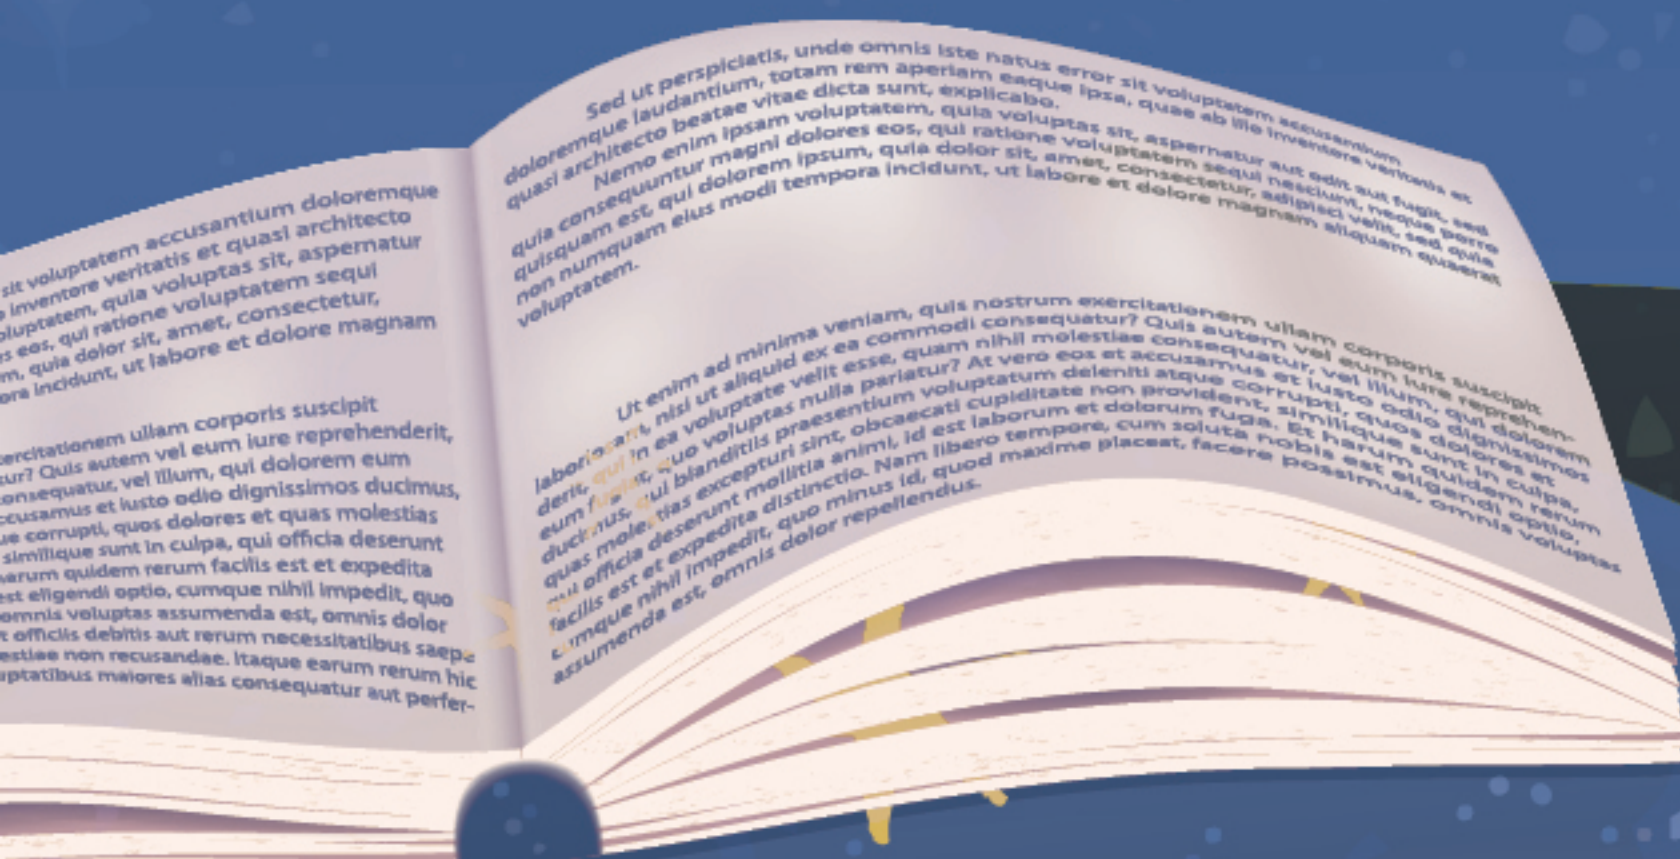 sit voluptatem accusantium doloremque
inventore veritatis et quasi architecto
voluptatem, quia voluptas sit, aspernatur
eos, qui ratione voluptatem sequi
quia dolor sit, amet, consectetur,
incidunt, ut labore et dolore magnam
ullam corporis suscipit
Quis autem vel eum iure reprehenderit,
consequatur, vel illum, qui dolorem eum
accusamus et iusto odio dignissimos ducimus,
corrupti, quos dolores et quas molestias
similique sunt in culpa, qui officia deserunt
harum quidem rerum facilis est et expedita
est eligendi optio, cumque nihil impedit, quo
omnis voluptas assumenda est, omnis dolor
officiis debitis aut rerum necessitatibus saepe
non recusandae. Itaque earum rerum hic
maiores alias consequatur aut perfer-
Sed ut perspiciatis, unde omnis iste natus error sit voluptatem accusantium
doloremque laudantium, totam rem aperiam eaque ipsa, quae ab illo inventore veritatis et
quasi architecto beatae vitae dicta sunt, explicabo.
Nemo enim ipsam voluptatem, quia voluptas sit, aspernatur aut odit aut fugit, sed
quia consequuntur magni dolores eos, qui ratione voluptatem sequi nesciunt, neque porro
quisquam est, qui dolorem ipsum, quia dolor sit, amet, consectetur, adipisci velit, sed quia
non numquam eius modi tempora incidunt, ut labore et dolore magnam aliquam quaerat
voluptatem.
Ut enim ad minima veniam, quis nostrum exercitationem ullam corporis suscipit
laboriosam, nisi ut aliquid ex ea commodi consequatur? Quis autem vel eum iure reprehen-
derit, qui in ea voluptate velit esse, quam nihil molestiae consequatur, vel illum, qui dolorem
eum fugiat, quo voluptas nulla pariatur? At vero eos et accusamus et iusto odio dignissimos
ducimus, qui blanditiis praesentium voluptatum deleniti atque corrupti, quos dolores et
quas molestias excepturi sint, obcaecati cupiditate non provident, similique sunt in culpa,
qui officia deserunt mollitia animi, id est laborum et dolorum fuga. Et harum quidem rerum
facilis est et expedita distinctio. Nam libero tempore, cum soluta nobis est eligendi optio,
cumque nihil impedit, quo minus id, quod maxime placeat, facere possimus, omnis voluptas
assumenda est, omnis dolor repellendus.